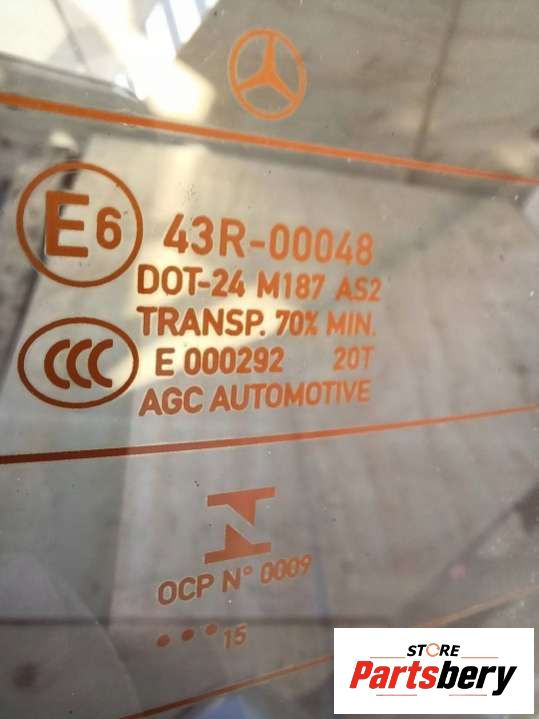 E6 43R-00048
DOT-24 M187 AS2
TRANSP. 70% MIN.
CCC E 000292 20T
AGC AUTOMOTIVE
N
OCP N° 0009
••• 15
STORE
Partsbery